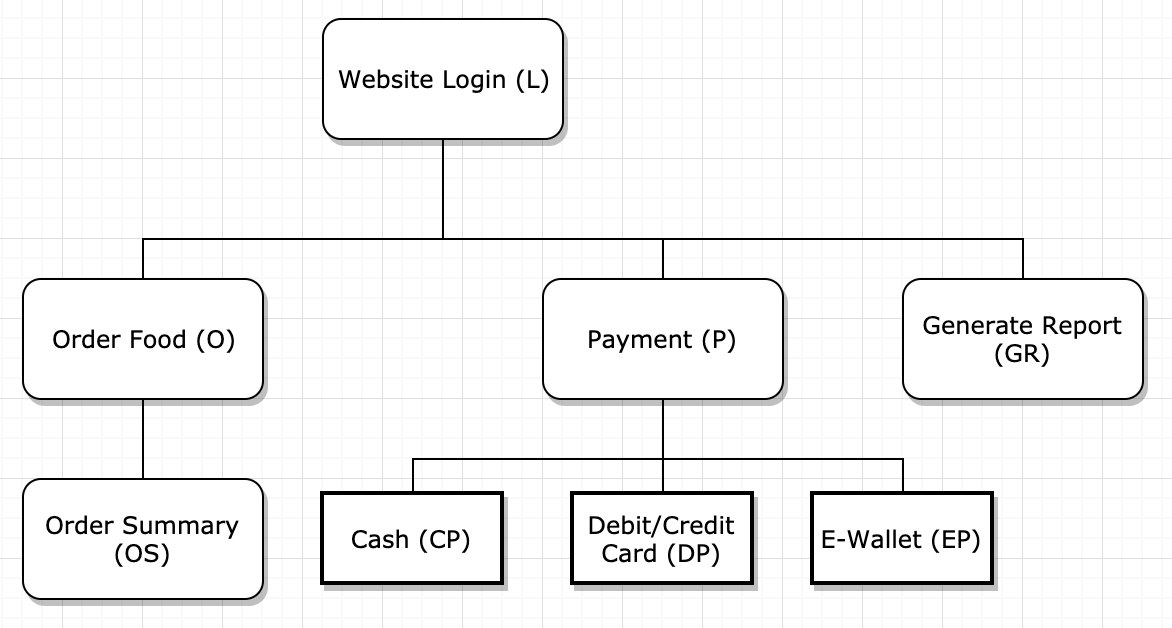 Website Login (L)
Order Food (O)
Payment (P)
Generate Report
(GR)
Order Summary
(OS)
Cash (CP)
Debit/Credit
Card (DP)
E-Wallet (EP)